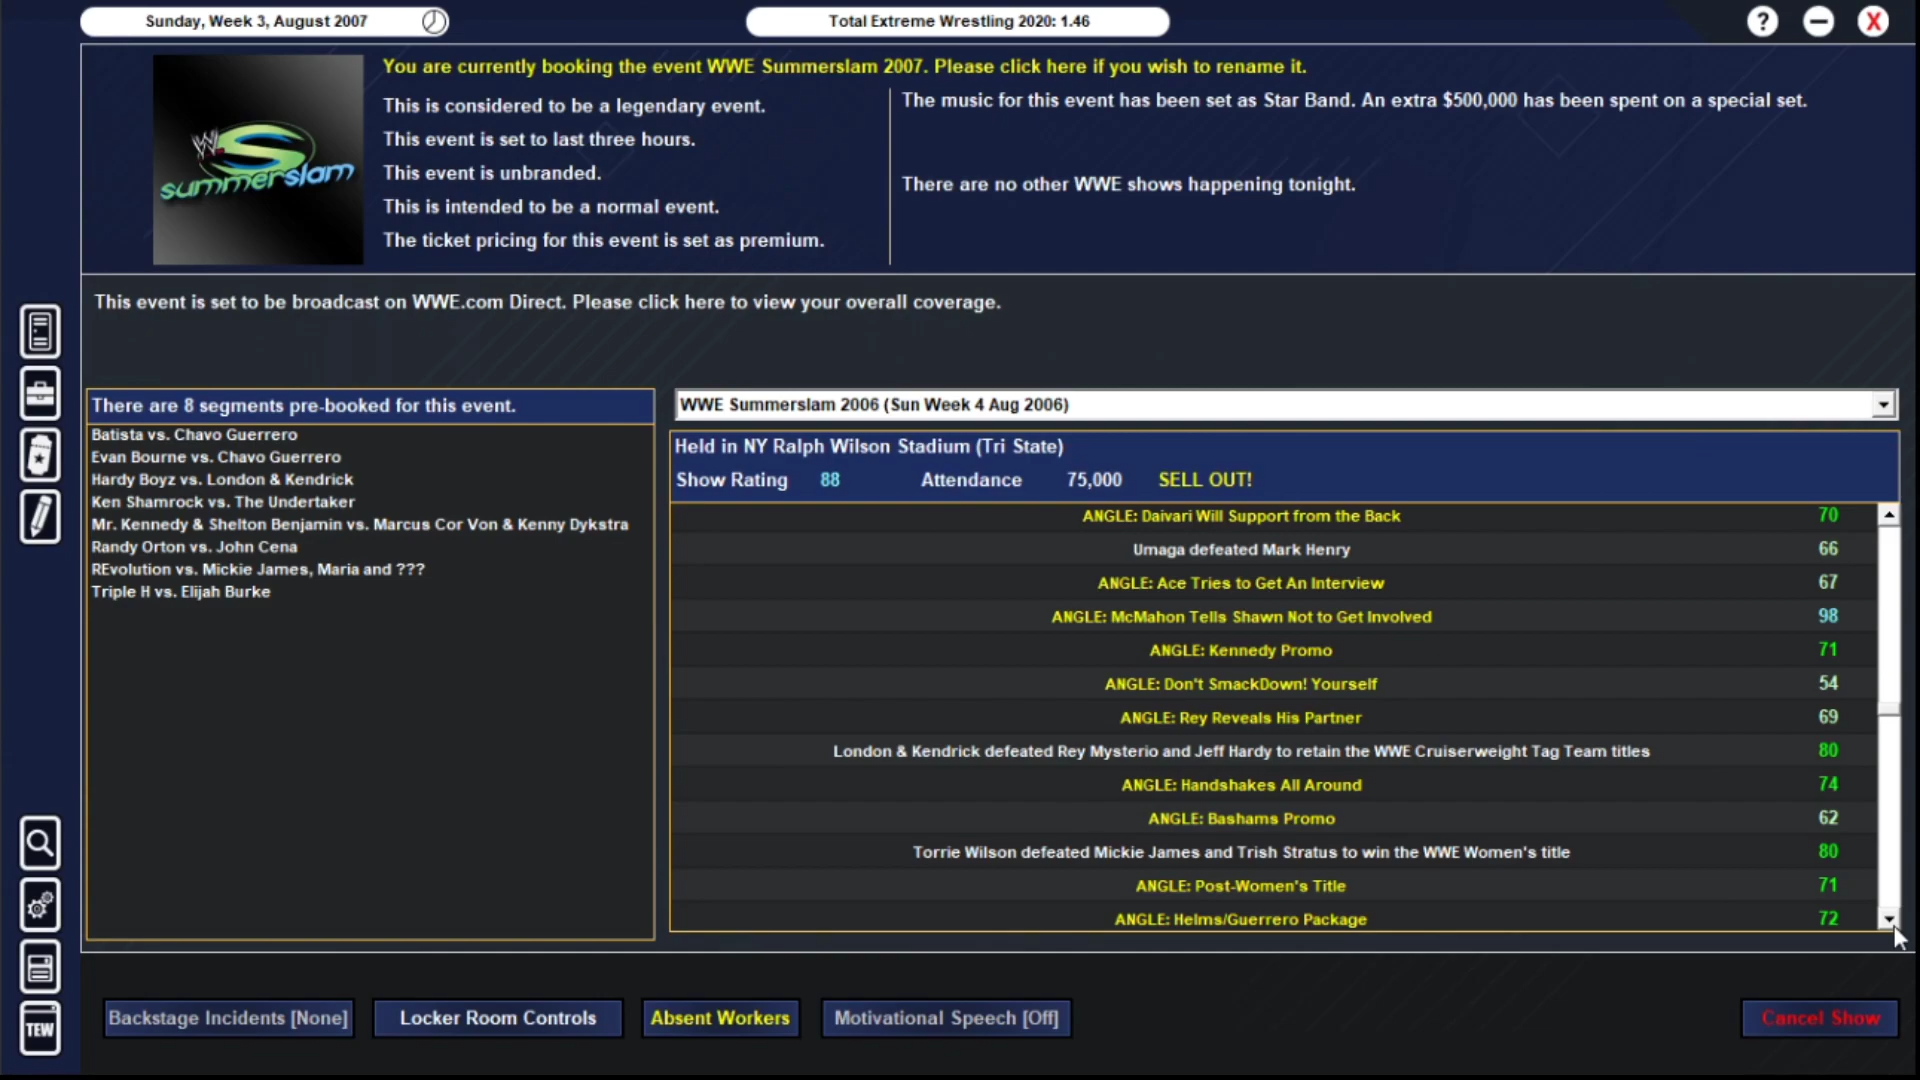 Sunday, Week 3, August 2007
Total Extreme Wrestling 2020: 1.46
?
X
W
summerslam
You are currently booking the event WWE Summerslam 2007. Please click here if you wish to rename it.
This is considered to be a legendary event.
This event is set to last three hours.
This event is unbranded.
This is intended to be a normal event.
The ticket pricing for this event is set as premium.
The music for this event has been set as Star Band. An extra $500,000 has been spent on a special set.
There are no other WWE shows happening tonight.
This event is set to be broadcast on WWE.com Direct. Please click here to view your overall coverage.
There are 8 segments pre-booked for this event.
Batista vs. Chavo Guerrero
Evan Bourne vs. Chavo Guerrero
Hardy Boyz vs. London & Kendrick
Ken Shamrock vs. The Undertaker
Mr. Kennedy & Shelton Benjamin vs. Marcus Cor Von & Kenny Dykstra
Randy Orton vs. John Cena
REvolution vs. Mickie James, Maria and ???
Triple H vs. Elijah Burke
WWE Summerslam 2006 (Sun Week 4 Aug 2006)
Held in NY Ralph Wilson Stadium (Tri State)
Show Rating 88 Attendance 75,000 SELL OUT!
ANGLE: Daivari Will Support from the Back 70
Umaga defeated Mark Henry 66
ANGLE: Ace Tries to Get An Interview 67
ANGLE: McMahon Tells Shawn Not to Get Involved 98
ANGLE: Kennedy Promo 71
ANGLE: Don't SmackDown! Yourself 54
ANGLE: Rey Reveals His Partner 69
London & Kendrick defeated Rey Mysterio and Jeff Hardy to retain the WWE Cruiserweight Tag Team titles 80
ANGLE: Handshakes All Around 74
ANGLE: Bashams Promo 62
Torrie Wilson defeated Mickie James and Trish Stratus to win the WWE Women's title 80
ANGLE: Post-Women's Title 71
ANGLE: Helms/Guerrero Package 72
TEW
Backstage Incidents [None]
Locker Room Controls
Absent Workers
Motivational Speech [Off]
Cancel Show